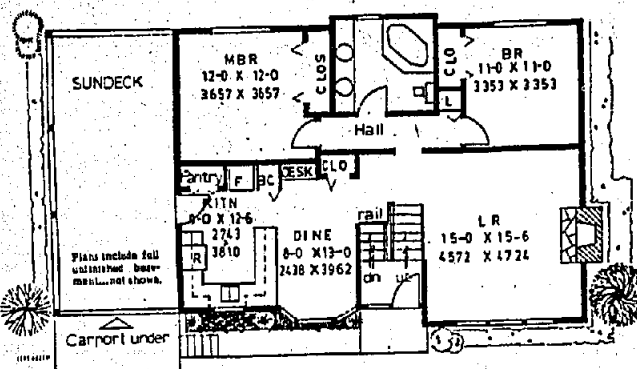 SUNDECK
MBR
12-0 X 12-0
3657 X 3657
CLOS
CLO
BR
11-0 X 11-0
3353 X 3353
L
Hall
Pantry
F
BC
DESK
CLO
KITN
9-0 X 12-6
2743
3810
R
DINE
8-0 X 13-0
2438 X 3962
rail
dn
up
LR
15-0 X 15-6
4572 X 4724
Plans include full
unfinished base-
ment...not shown.
Carport under